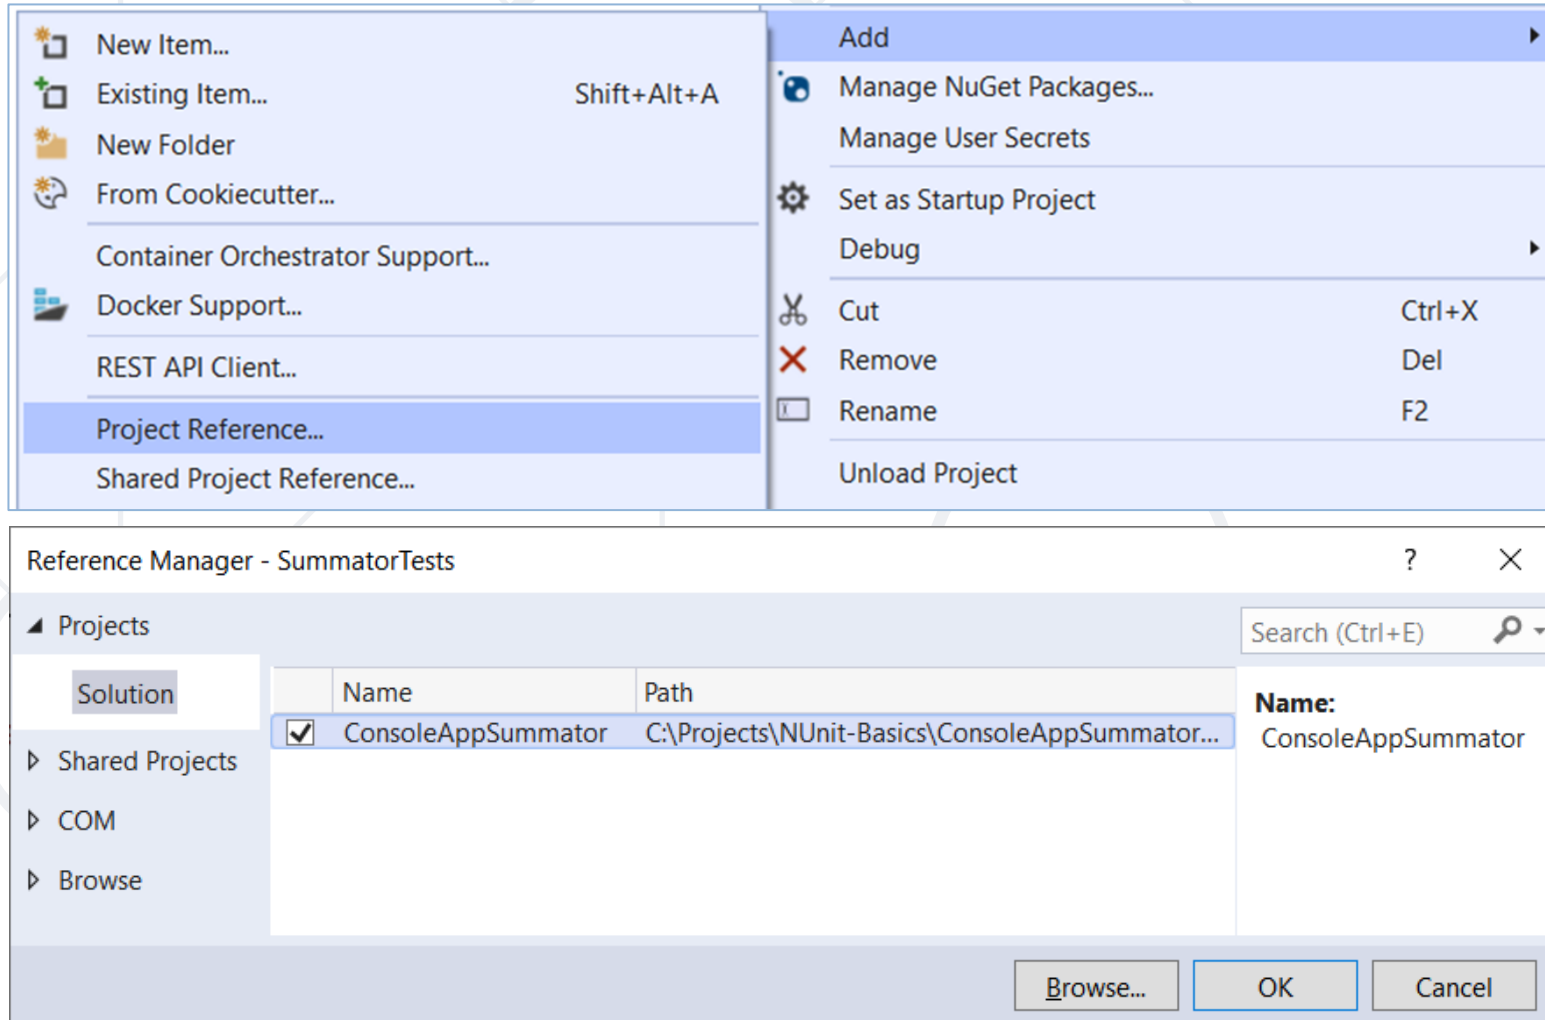 New Item...
Existing Item... Shift+Alt+A
New Folder
From Cookiecutter...
Container Orchestrator Support...
Docker Support...
REST API Client...
Project Reference...
Shared Project Reference...
Add
Manage NuGet Packages...
Manage User Secrets
Set as Startup Project
Debug
Cut Ctrl+X
Remove Del
Rename F2
Unload Project
Reference Manager - SummatorTests ?
Projects
Search (Ctrl+E)
Solution
Shared Projects
COM
Browse
Name Path
ConsoleAppSummator C:\Projects\NUnit-Basics\ConsoleAppSummator...
Name:
ConsoleAppSummator
Browse... OK Cancel